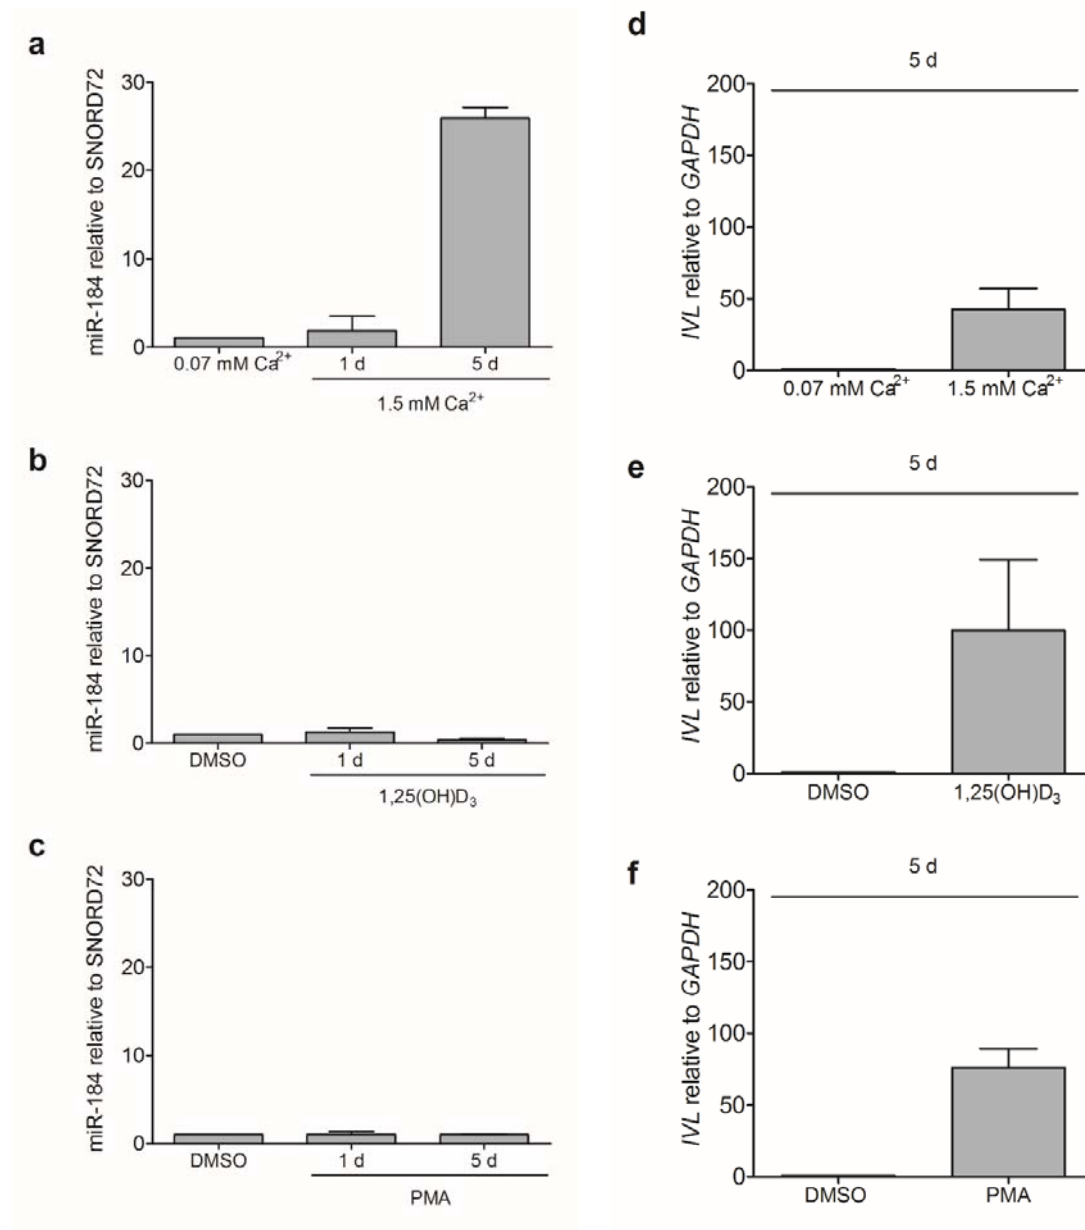 a
miR-184 relative to SNORD72
30
20
10
0
0.07 mM Ca²⁺
1 d
5 d
1.5 mM Ca²⁺
b
miR-184 relative to SNORD72
30
20
10
0
DMSO
1 d
5 d
1,25(OH)D₃
c
miR-184 relative to SNORD72
30
20
10
0
DMSO
1 d
5 d
PMA
d
5 d
IVL relative to GAPDH
200
150
100
50
0
0.07 mM Ca²⁺
1.5 mM Ca²⁺
e
5 d
IVL relative to GAPDH
200
150
100
50
0
DMSO
1,25(OH)D₃
f
5 d
IVL relative to GAPDH
200
150
100
50
0
DMSO
PMA